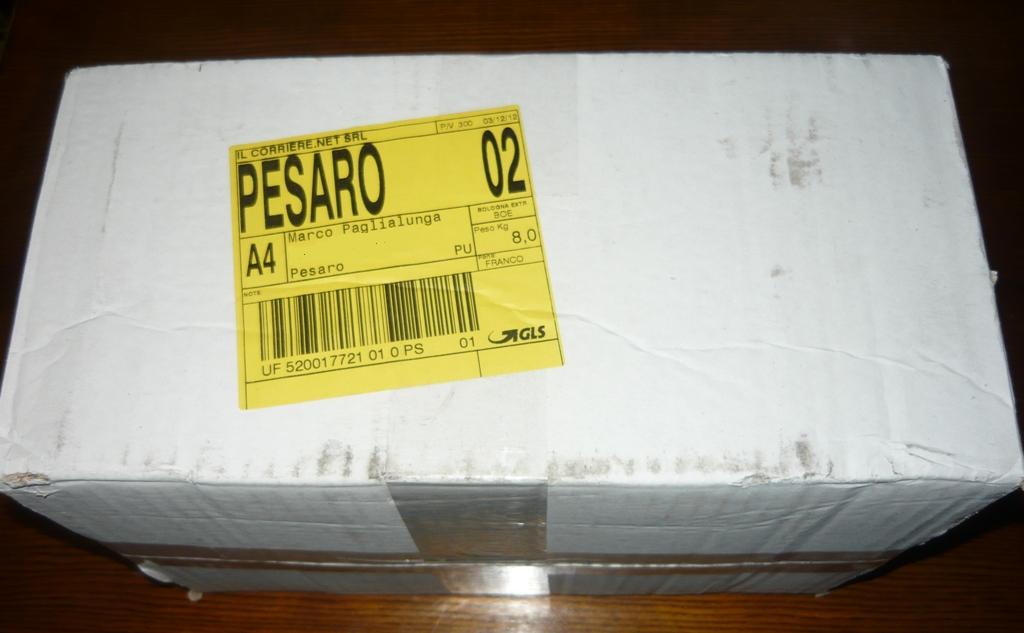 IL CORRIERE.NET SRL
P/V 300 03/12/12
PESARO 02
BOLOGNA EXTR.
BOE
A4 Marco Paglialunga
Peso Kg
8,0
Pesaro PU
FRANCO
NOTE:
UF 520017721 01 0 PS 01
GLS